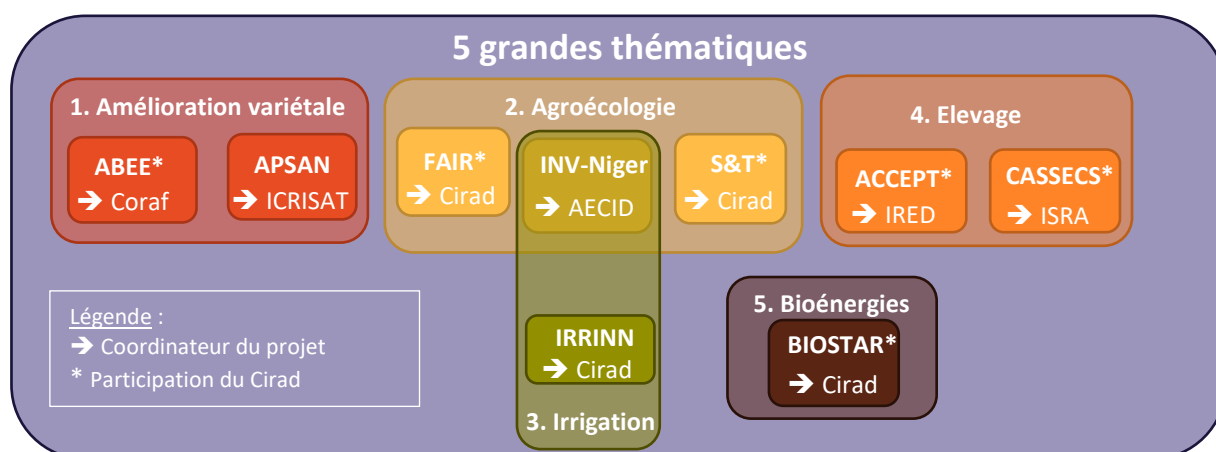 5 grandes thématiques
1. Amélioration variétale
ABEE*
➔ Coraf
APSAN
➔ ICRISAT
2. Agroécologie
FAIR*
➔ Cirad
INV-Niger
➔ AECID
S&T*
➔ Cirad
4. Elevage
ACCEPT*
➔ IRED
CASSECS*
➔ ISRA
IRRINN
➔ Cirad
3. Irrigation
5. Bioénergies
BIOSTAR*
➔ Cirad
Légende :
➔ Coordinateur du projet
* Participation du Cirad